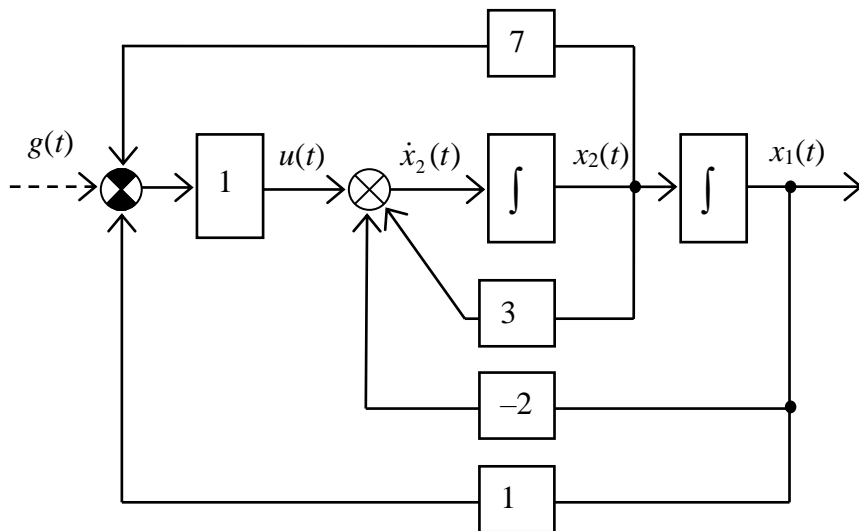 7
g(t)
1
u(t)
ẋ₂(t)
∫
x₂(t)
∫
x₁(t)
3
–2
1